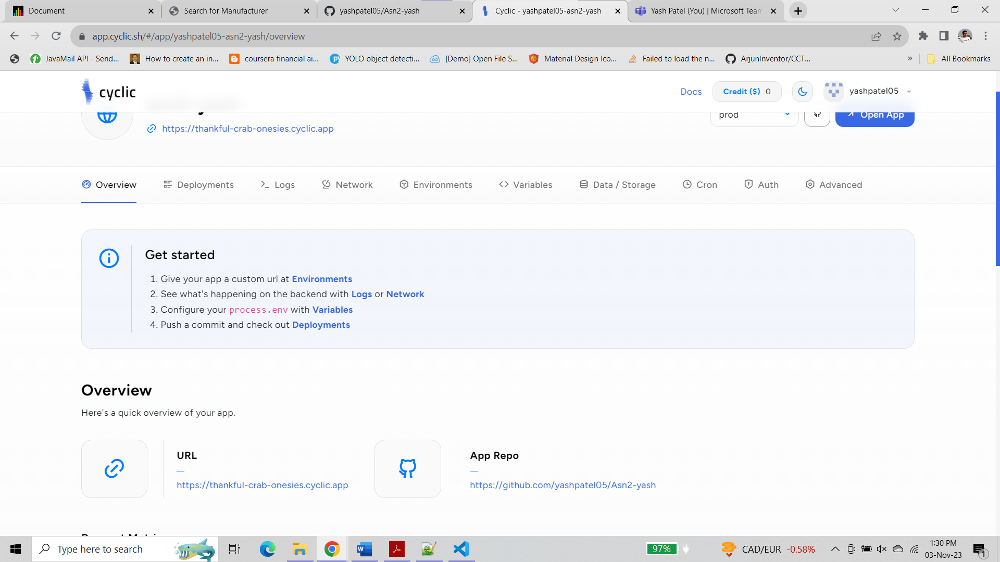 Document
Search for Manufacturer
yashpatel05/Asn2-yash
Cyclic - yashpatel05-asn2-yash
Yash Patel (You) | Microsoft Team
app.cyclic.sh/#/app/yashpatel05-asn2-yash/overview
JavaMail API - Send...
How to create an in...
coursera financial ai...
YOLO object detecti...
[Demo] Open File S...
Material Design Ico...
Failed to load the n...
ArjunInventor/CCT...
»
All Bookmarks
cyclic
Docs
Credit ($) 0
yashpatel05
https://thankful-crab-onesies.cyclic.app
prod
Open App
Overview
Deployments
Logs
Network
Environments
Variables
Data / Storage
Cron
Auth
Advanced
Get started
1. Give your app a custom url at Environments
2. See what's happening on the backend with Logs or Network
3. Configure your process.env with Variables
4. Push a commit and check out Deployments
Overview
Here's a quick overview of your app.
URL
—
https://thankful-crab-onesies.cyclic.app
App Repo
—
https://github.com/yashpatel05/Asn2-yash
Type here to search
97%
CAD/EUR -0.58%
1:30 PM
03-Nov-23
1